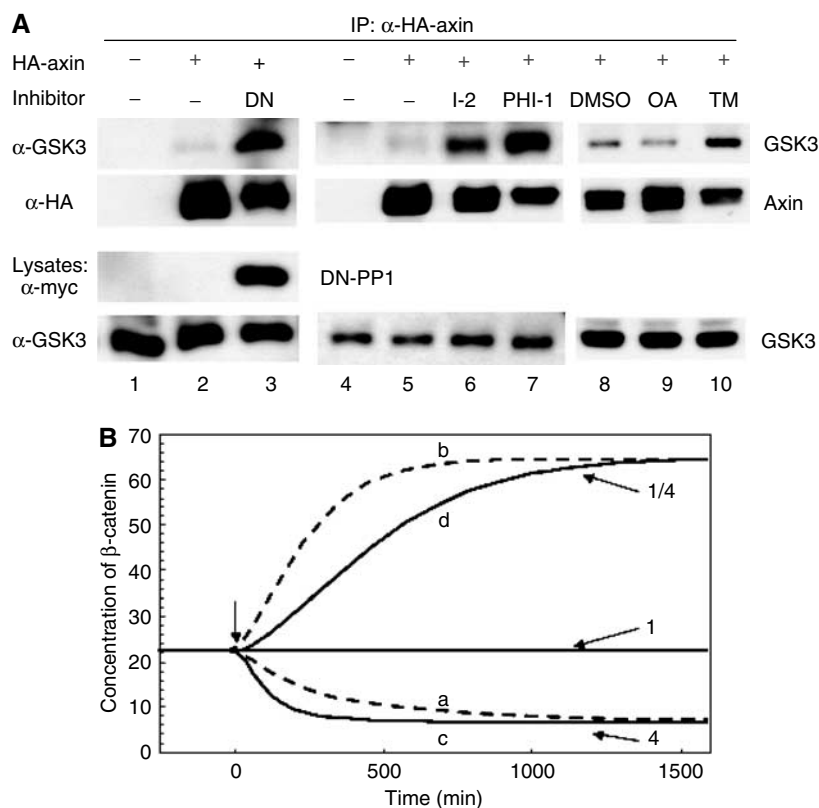 A
IP: α-HA-axin
HA-axin − + + − + + + + + +
Inhibitor − − DN − − I-2 PHI-1 DMSO OA TM
α-GSK3 GSK3
α-HA Axin
Lysates:
α-myc DN-PP1
α-GSK3 GSK3
1 2 3 4 5 6 7 8 9 10
B
70
60
50
40
30
20
10
0
Concentration of β-catenin
b
d
1/4
1
a
c
4
0 500 1000 1500
Time (min)